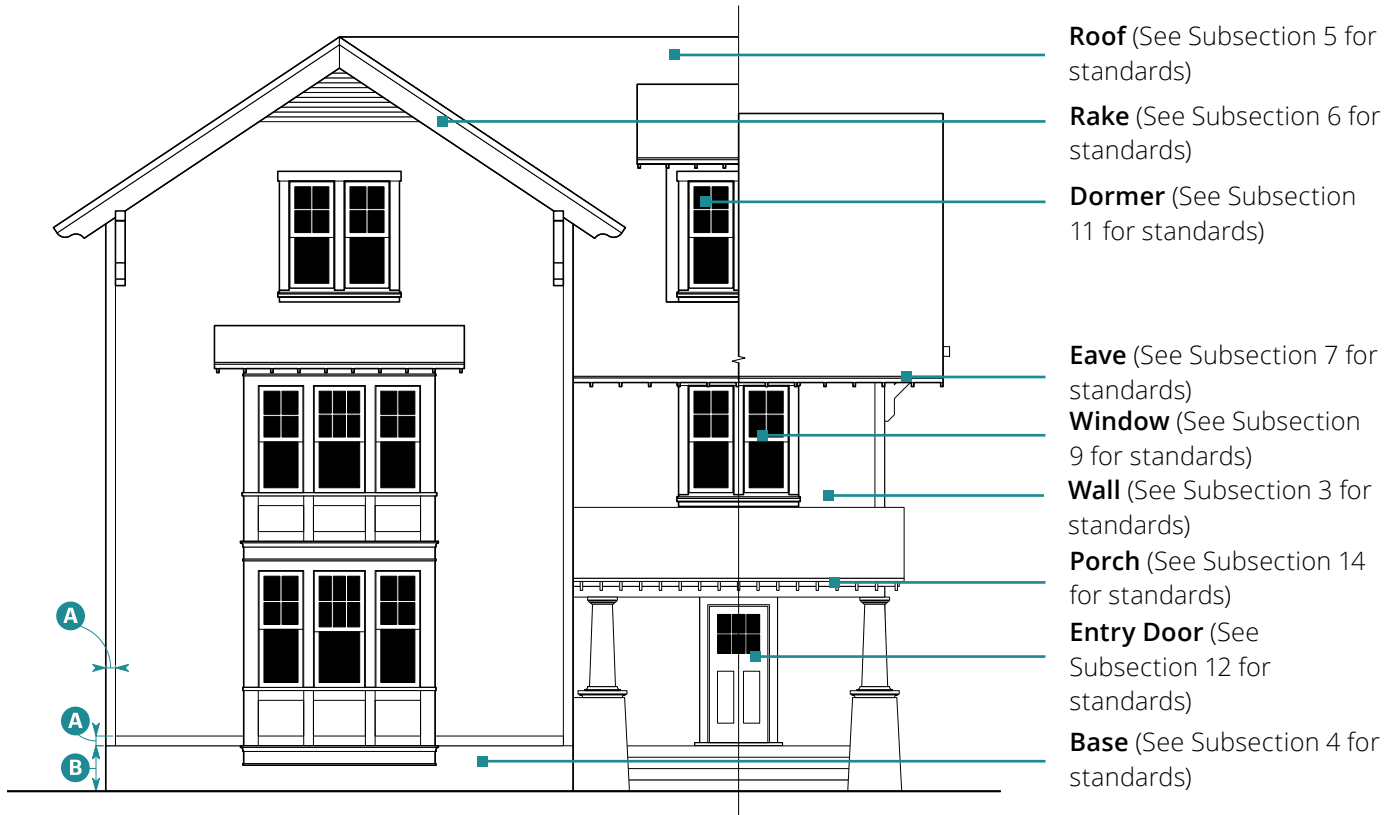 Roof (See Subsection 5 for
standards)
Rake (See Subsection 6 for
standards)
Dormer (See Subsection
11 for standards)
Eave (See Subsection 7 for
standards)
Window (See Subsection
9 for standards)
Wall (See Subsection 3 for
standards)
Porch (See Subsection 14
for standards)
Entry Door (See
Subsection 12 for
standards)
Base (See Subsection 4 for
standards)
A
A
B